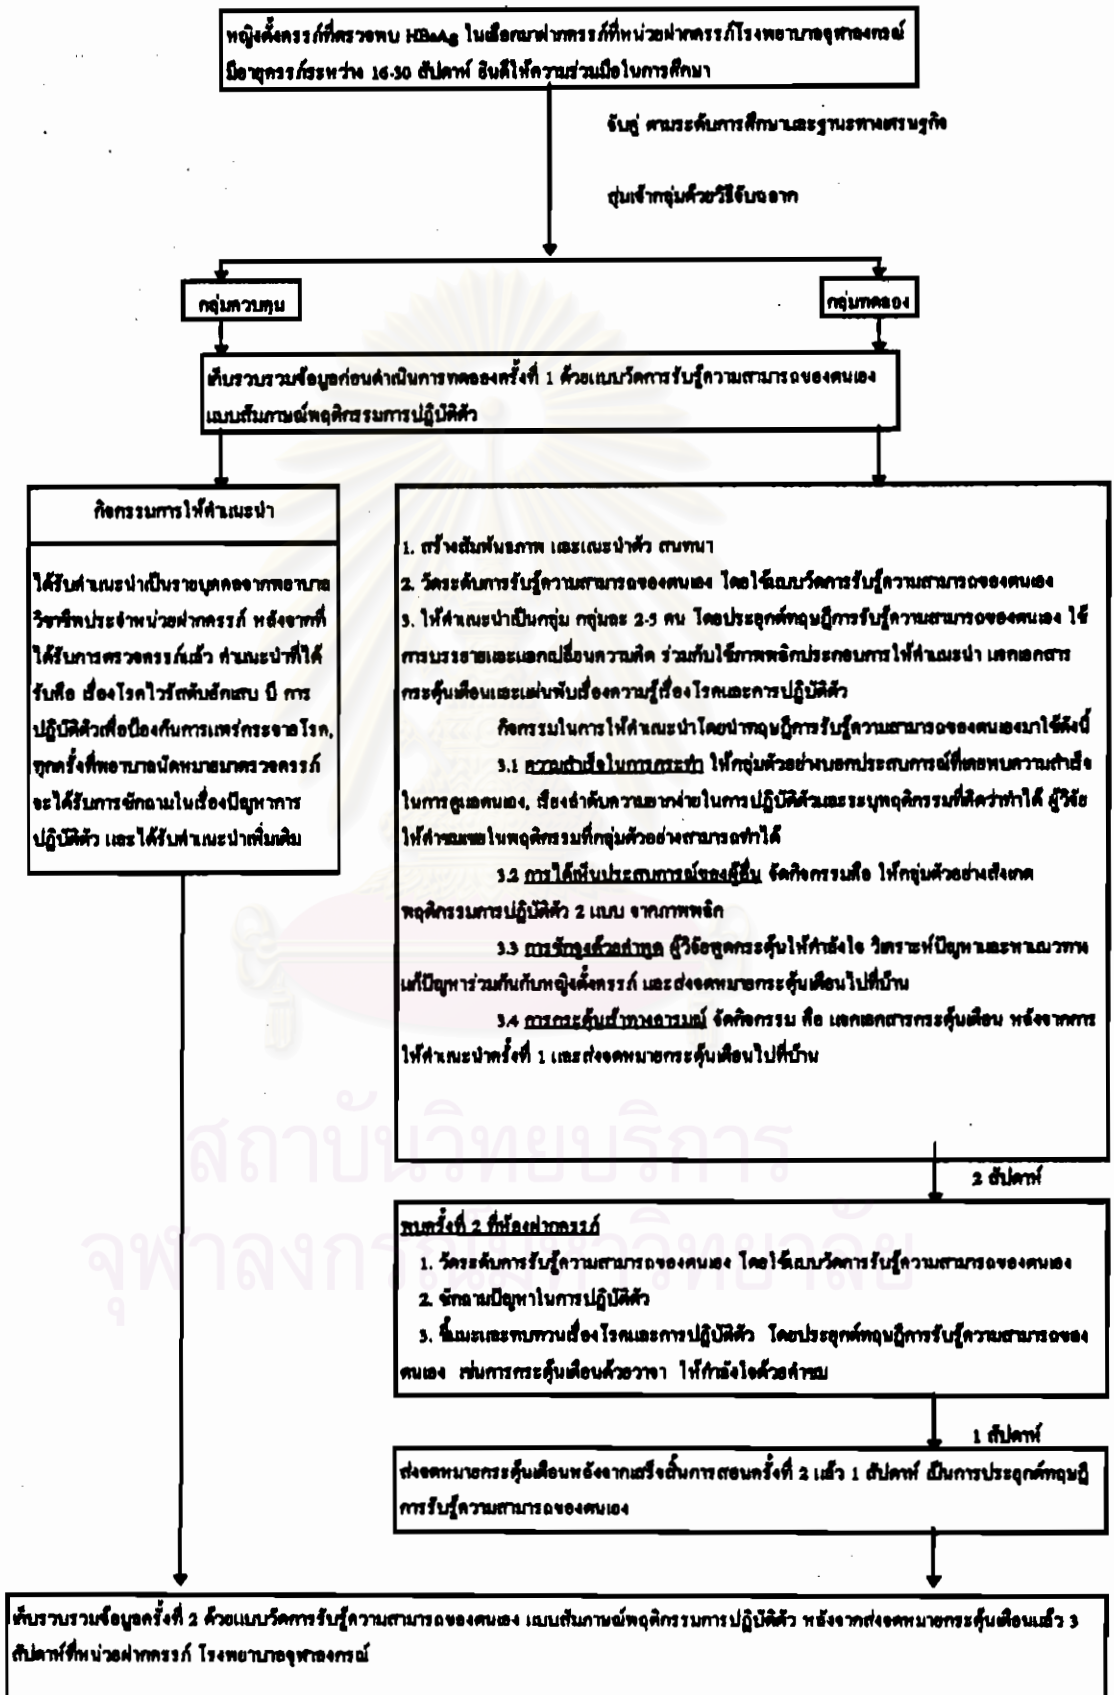 หญิงตั้งครรภ์ที่ตรวจพบ HBsAg ในเลือดมาฝากครรภ์ที่หน่วยฝากครรภ์โรงพยาบาลจุฬาลงกรณ์
มีอายุครรภ์ระหว่าง 16-30 สัปดาห์ ยินดีให้ความร่วมมือในการศึกษา
จับคู่ ตามระดับการศึกษาและฐานะทางเศรษฐกิจ
สุ่มเข้ากลุ่มด้วยวิธีจับฉลาก
กลุ่มควบคุม
กลุ่มทดลอง
เก็บรวบรวมข้อมูลก่อนดำเนินการทดลองครั้งที่ 1 ด้วยแบบวัดการรับรู้ความสามารถของตนเอง
แบบสัมภาษณ์พฤติกรรมการปฏิบัติตัว
กิจกรรมการให้คำแนะนำ
ได้รับคำแนะนำเป็นรายบุคคลจากพยาบาล
วิชาชีพประจำหน่วยฝากครรภ์ หลังจากที่
ได้รับการตรวจครรภ์แล้ว คำแนะนำที่ได้
รับคือ เรื่องโรคไวรัสตับอักเสบ บี การ
ปฏิบัติตัวเพื่อป้องกันการแพร่กระจายโรค,
ทุกครั้งที่พยาบาลนัดหมายมาตรวจครรภ์
จะได้รับการซักถามในเรื่องปัญหาการ
ปฏิบัติตัว และได้รับคำแนะนำเพิ่มเติม
1. สร้างสัมพันธภาพ และแนะนำตัว สนทนา
2. วัดระดับการรับรู้ความสามารถของตนเอง โดยใช้แบบวัดการรับรู้ความสามารถของตนเอง
3. ให้คำแนะนำเป็นกลุ่ม กลุ่มละ 2-5 คน โดยประยุกต์ทฤษฎีการรับรู้ความสามารถของตนเอง ใช้
การบรรยายและแลกเปลี่ยนความคิด ร่วมกับใช้ภาพพลิกประกอบการให้คำแนะนำ แจกเอกสาร
กระตุ้นเตือนและแผ่นพับเรื่องความรู้เรื่องโรคและการปฏิบัติตัว
กิจกรรมในการให้คำแนะนำโดยนำทฤษฎีการรับรู้ความสามารถของตนเองมาใช้ดังนี้
3.1 ความสำเร็จในการกระทำ ให้กลุ่มตัวอย่างบอกประสบการณ์ที่เคยพบความสำเร็จ
ในการดูแลตนเอง, เรียงลำดับความยากง่ายในการปฏิบัติตัวและระบุพฤติกรรมที่คิดว่าทำได้ ผู้วิจัย
ให้คำชมเชยในพฤติกรรมที่กลุ่มตัวอย่างสามารถทำได้
3.2 การได้เห็นประสบการณ์ของผู้อื่น จัดกิจกรรมคือ ให้กลุ่มตัวอย่างสังเกต
พฤติกรรมการปฏิบัติตัว 2 แบบ จากภาพพลิก
3.3 การชักจูงด้วยคำพูด ผู้วิจัยพูดกระตุ้นให้กำลังใจ วิเคราะห์ปัญหาและหาแนวทาง
แก้ปัญหาร่วมกันกับหญิงตั้งครรภ์ และส่งจดหมายกระตุ้นเตือนไปที่บ้าน
3.4 การกระตุ้นเร้าทางอารมณ์ จัดกิจกรรม คือ แจกเอกสารกระตุ้นเตือน หลังจากการ
ให้คำแนะนำครั้งที่ 1 และส่งจดหมายกระตุ้นเตือนไปที่บ้าน
สถาบันวิทยบริการ
2 สัปดาห์
จุฬาลงกรณ์มหาวิทยาลัย
พบครั้งที่ 2 ที่ห้องฝากครรภ์
1. วัดระดับการรับรู้ความสามารถของตนเอง โดยใช้แบบวัดการรับรู้ความสามารถของตนเอง
2. ซักถามปัญหาในการปฏิบัติตัว
3. ชี้แนะและทบทวนเรื่องโรคและการปฏิบัติตัว โดยประยุกต์ทฤษฎีการรับรู้ความสามารถของ
ตนเอง เช่นการกระตุ้นเตือนด้วยวาจา ให้กำลังใจด้วยคำชม
1 สัปดาห์
ส่งจดหมายกระตุ้นเตือนหลังจากเสร็จสิ้นการสอนครั้งที่ 2 แล้ว 1 สัปดาห์ เป็นการประยุกต์ทฤษฎี
การรับรู้ความสามารถของตนเอง
เก็บรวบรวมข้อมูลครั้งที่ 2 ด้วยแบบวัดการรับรู้ความสามารถของตนเอง แบบสัมภาษณ์พฤติกรรมการปฏิบัติตัว หลังจากส่งจดหมายกระตุ้นเตือนแล้ว 3
สัปดาห์ที่หน่วยฝากครรภ์ โรงพยาบาลจุฬาลงกรณ์